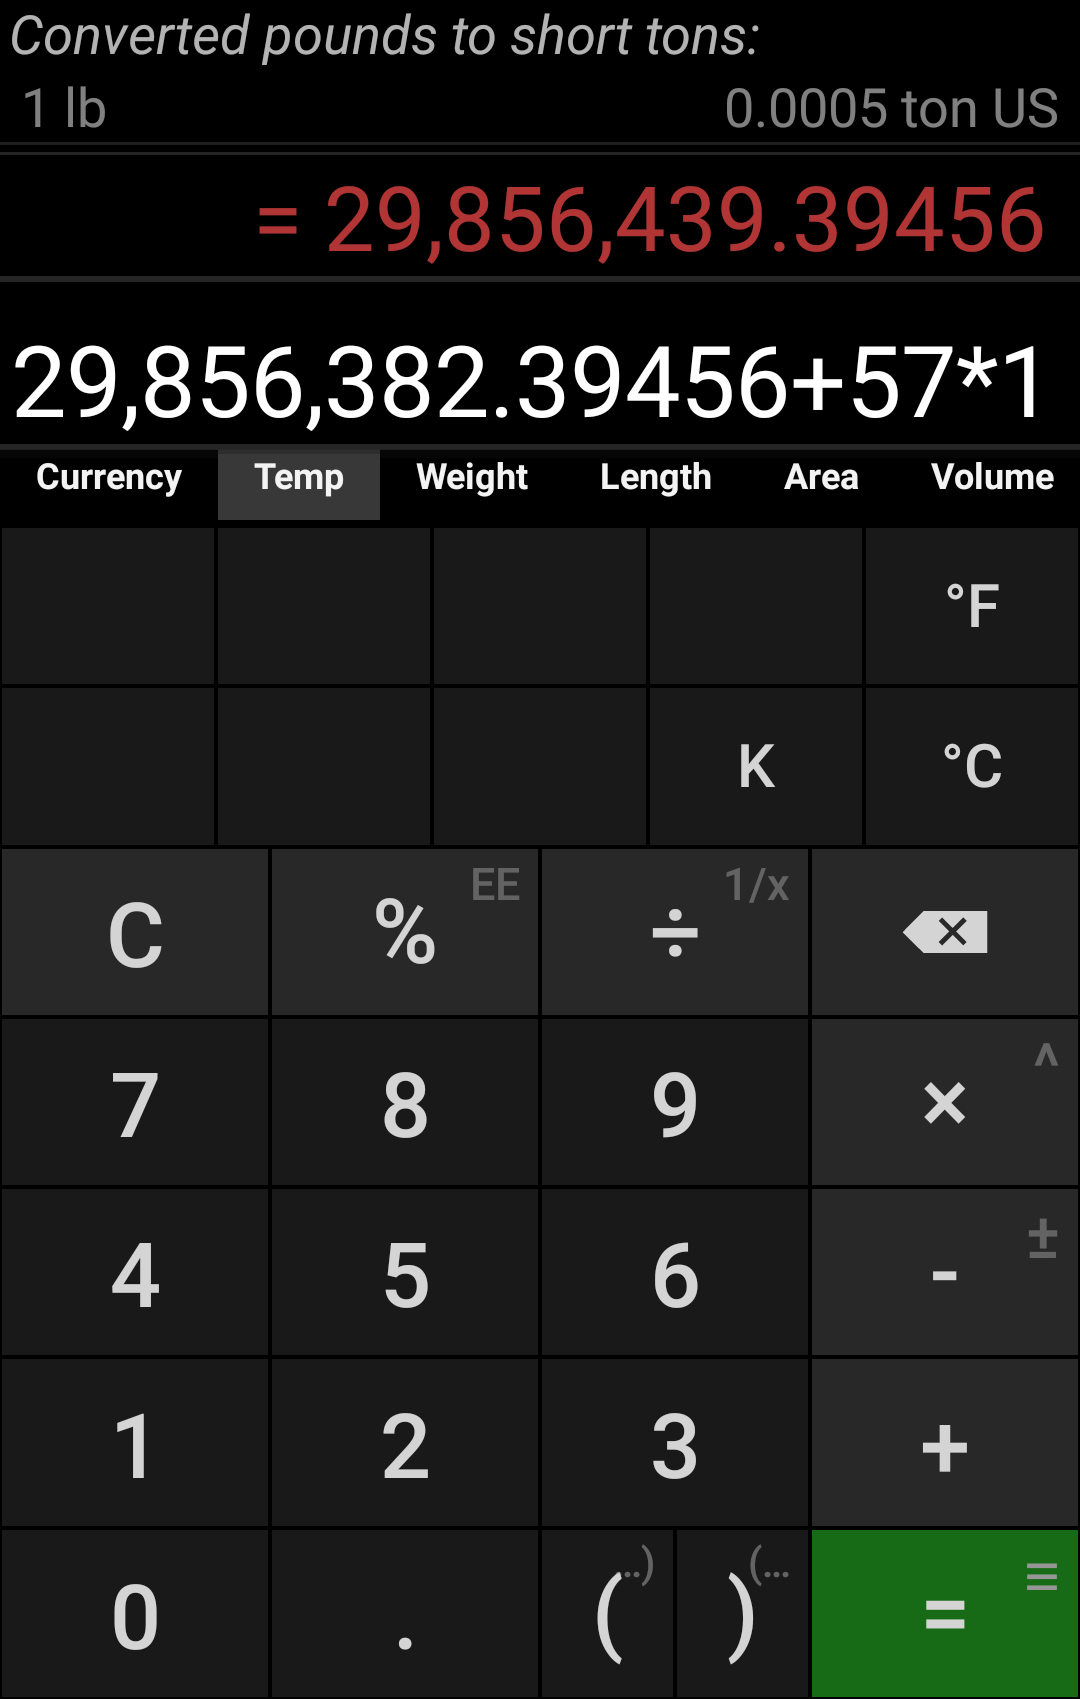 Converted pounds to short tons:
1 lb 0.0005 ton US
= 29,856,439.39456
29,856,382.39456+57*1
Currency Temp Weight Length Area Volume
°F
K °C
C % EE ÷ 1/x
7 8 9 × ^
4 5 6 - ±
1 2 3 +
0 . ( ..) ) (... = ≡